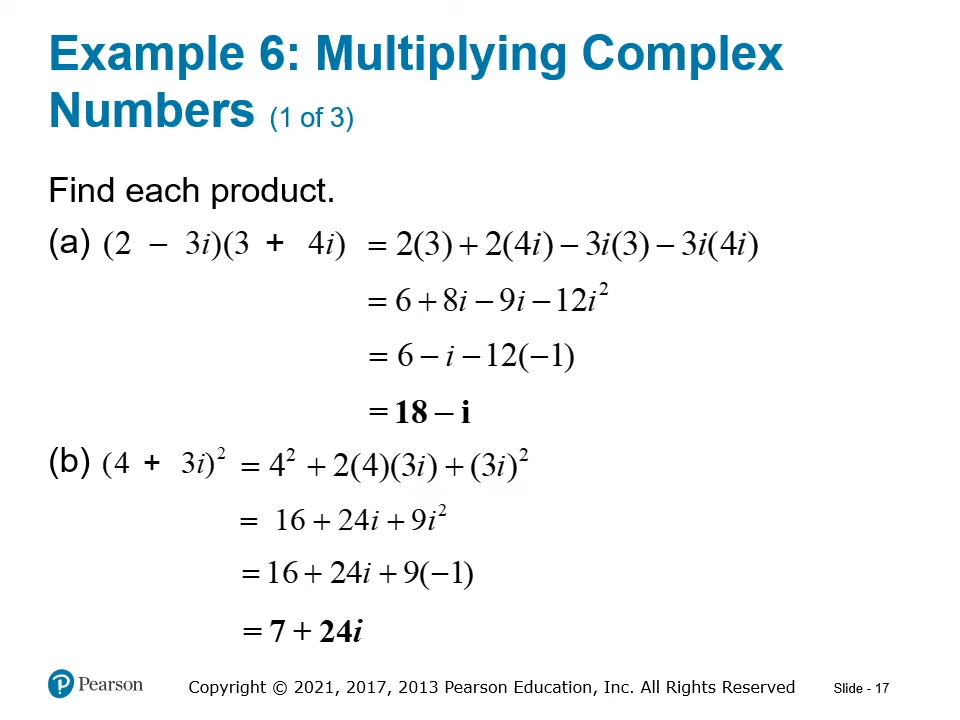 Example 6: Multiplying Complex
Numbers (1 of 3)
Find each product.
(a) (2 − 3i)(3 + 4i) = 2(3) + 2(4i) − 3i(3) − 3i(4i)
= 6 + 8i − 9i − 12i²
= 6 − i − 12(−1)
= 18 − i
(b) (4 + 3i)² = 4² + 2(4)(3i) + (3i)²
= 16 + 24i + 9i²
= 16 + 24i + 9(−1)
= 7 + 24i
P Pearson
Copyright © 2021, 2017, 2013 Pearson Education, Inc. All Rights Reserved
Slide - 17